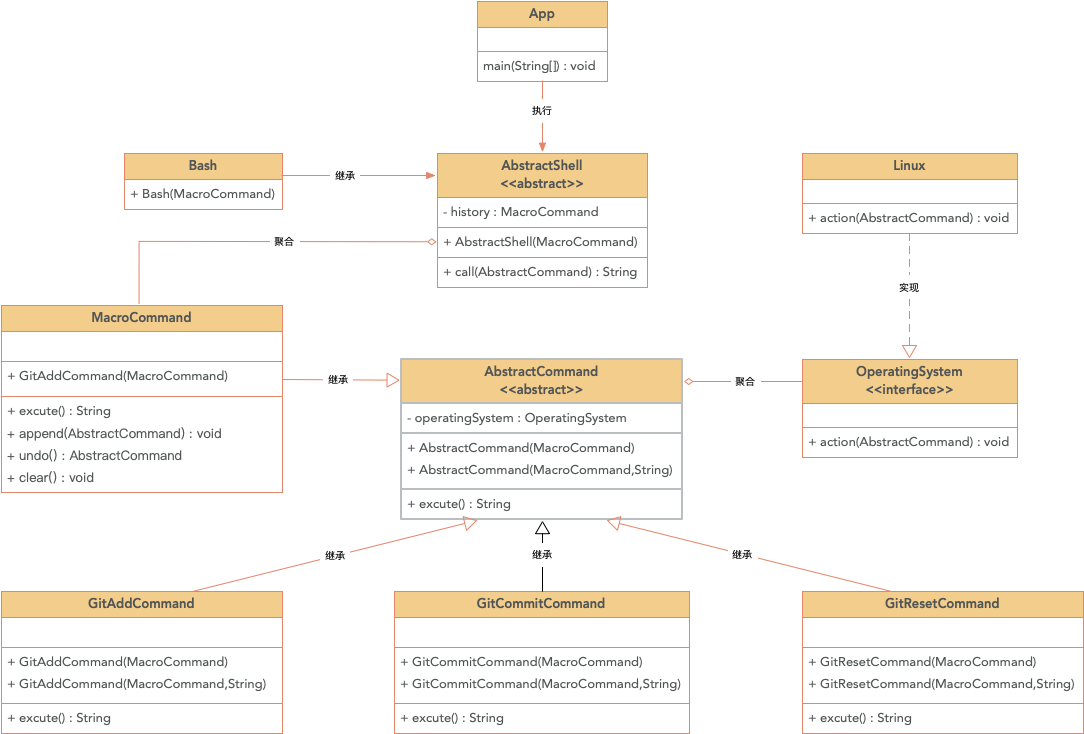 App
main(String[]) : void
执行
Bash
+ Bash(MacroCommand)
继承
AbstractShell
<<abstract>>
- history : MacroCommand
+ AbstractShell(MacroCommand)
+ call(AbstractCommand) : String
Linux
+ action(AbstractCommand) : void
聚合
实现
MacroCommand
+ GitAddCommand(MacroCommand)
+ excute() : String
+ append(AbstractCommand) : void
+ undo() : AbstractCommand
+ clear() : void
继承
AbstractCommand
<<abstract>>
- operatingSystem : OperatingSystem
+ AbstractCommand(MacroCommand)
+ AbstractCommand(MacroCommand,String)
+ excute() : String
聚合
OperatingSystem
<<interface>>
+ action(AbstractCommand) : void
继承
继承
继承
GitAddCommand
+ GitAddCommand(MacroCommand)
+ GitAddCommand(MacroCommand,String)
+ excute() : String
GitCommitCommand
+ GitCommitCommand(MacroCommand)
+ GitCommitCommand(MacroCommand,String)
+ excute() : String
GitResetCommand
+ GitResetCommand(MacroCommand)
+ GitResetCommand(MacroCommand,String)
+ excute() : String